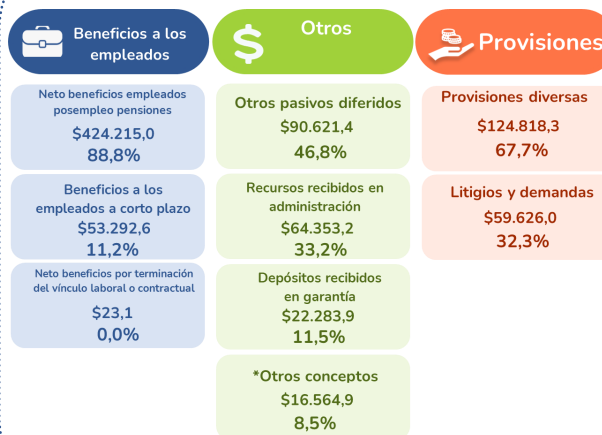 Beneficios a los
empleados
Neto beneficios empleados
posempleo pensiones
$424.215,0
88,8%
Beneficios a los
empleados a corto plazo
$53.292,6
11,2%
Neto beneficios por terminación
del vínculo laboral o contractual
$23,1
0,0%
$
Otros
Otros pasivos diferidos
$90.621,4
46,8%
Recursos recibidos en
administración
$64.353,2
33,2%
Depósitos recibidos
en garantía
$22.283,9
11,5%
*Otros conceptos
$16.564,9
8,5%
Provisiones
Provisiones diversas
$124.818,3
67,7%
Litigios y demandas
$59.626,0
32,3%